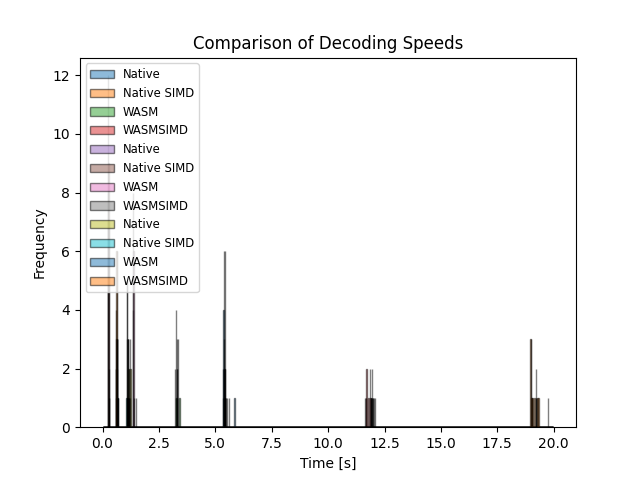 Comparison of Decoding Speeds
12
10
8
6
4
2
0
Frequency
Native
Native SIMD
WASM
WASMSIMD
Native
Native SIMD
WASM
WASMSIMD
Native
Native SIMD
WASM
WASMSIMD
0.0 2.5 5.0 7.5 10.0 12.5 15.0 17.5 20.0
Time [s]